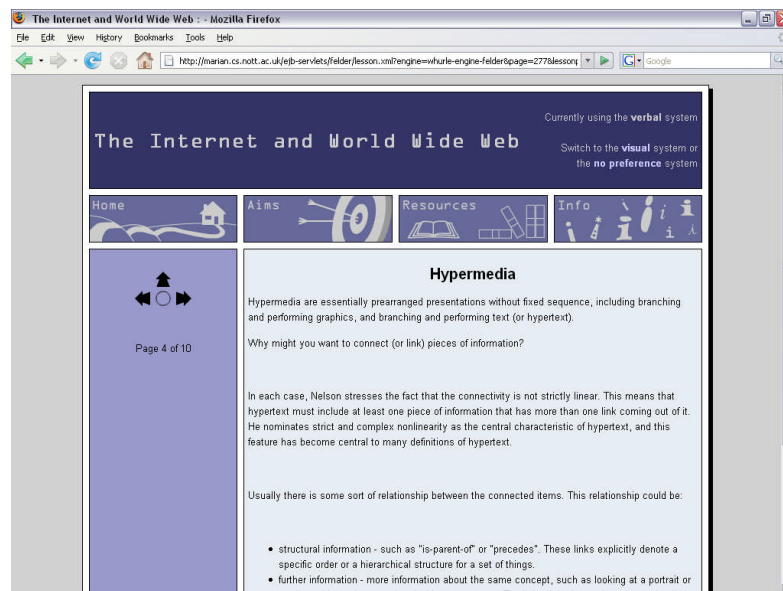 The Internet and World Wide Web : - Mozilla Firefox
File Edit View History Bookmarks Tools Help
http://marian.cs.nott.ac.uk/ejb-servlets/felder/lesson.xml?engine=whurle-engine-felder&page=277&lesson
G Google
The Internet and World Wide Web
Currently using the verbal system
Switch to the visual system or
the no preference system
Home Aims Resources Info
Page 4 of 10
Hypermedia
Hypermedia are essentially prearranged presentations without fixed sequence, including branching
and performing graphics, and branching and performing text (or hypertext).
Why might you want to connect (or link) pieces of information?
In each case, Nelson stresses the fact that the connectivity is not strictly linear. This means that
hypertext must include at least one piece of information that has more than one link coming out of it.
He nominates strict and complex nonlinearity as the central characteristic of hypertext, and this
feature has become central to many definitions of hypertext.
Usually there is some sort of relationship between the connected items. This relationship could be:
• structural information - such as "is-parent-of" or "precedes". These links explicitly denote a
specific order or a hierarchical structure for a set of things.
• further information - more information about the same concept, such as looking at a portrait or